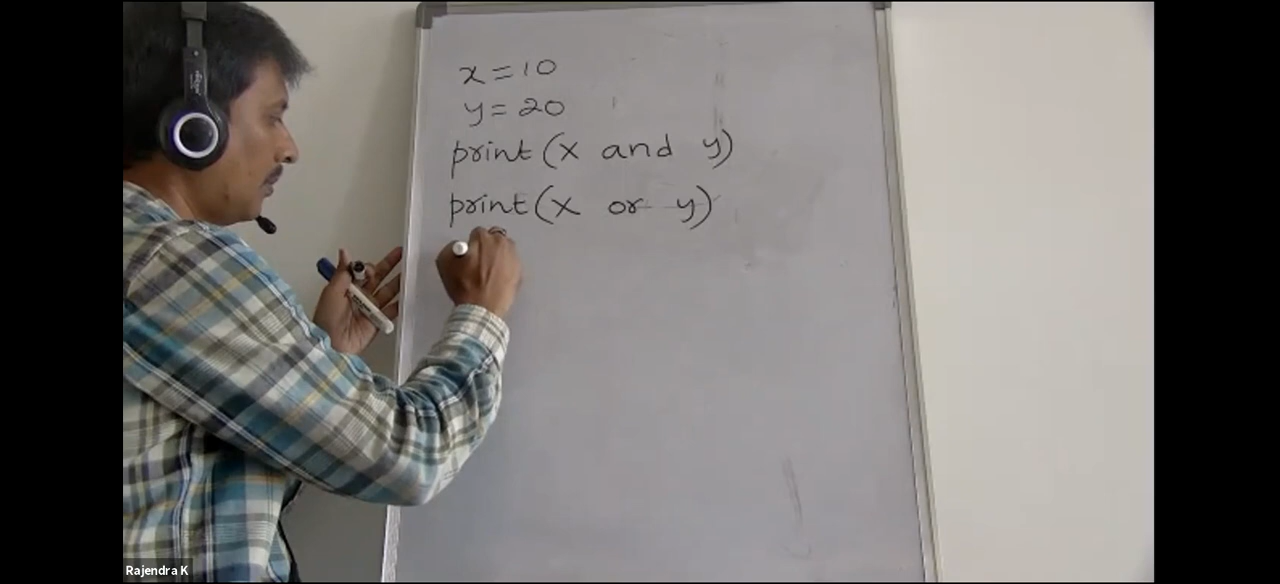 x = 10
y = 20
print(x and y)
print(x or y)
Rajendra K